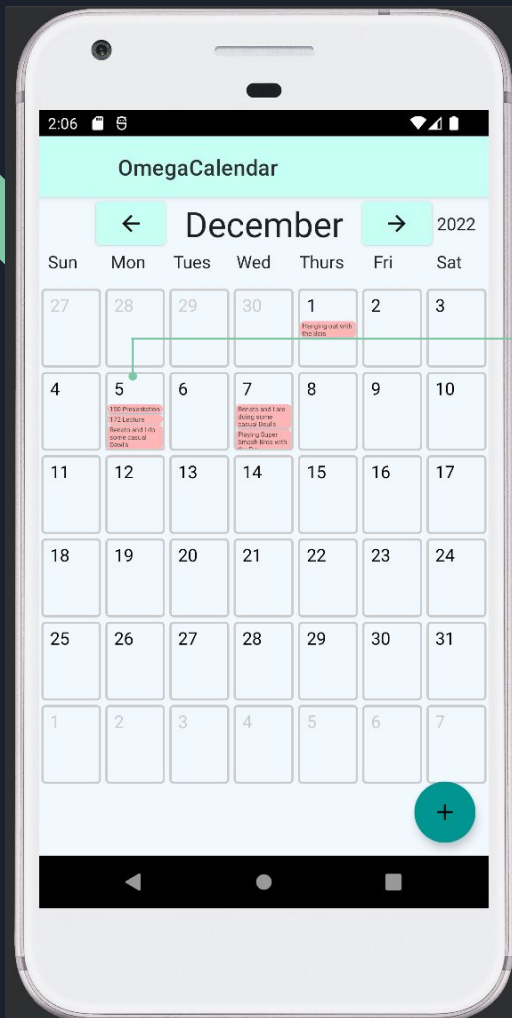 2:06
OmegaCalendar
← December → 2022
Sun Mon Tues Wed Thurs Fri Sat
27 28 29 30 1 2 3
Hanging out with
the Bois
4 5 6 7 8 9 10
100 Presentation
172 Lecture
Renato and I do
some casual
Renato and I are
doing some
casual
Playing Super
Smash Bros with
11 12 13 14 15 16 17
18 19 20 21 22 23 24
25 26 27 28 29 30 31
1 2 3 4 5 6 7
+